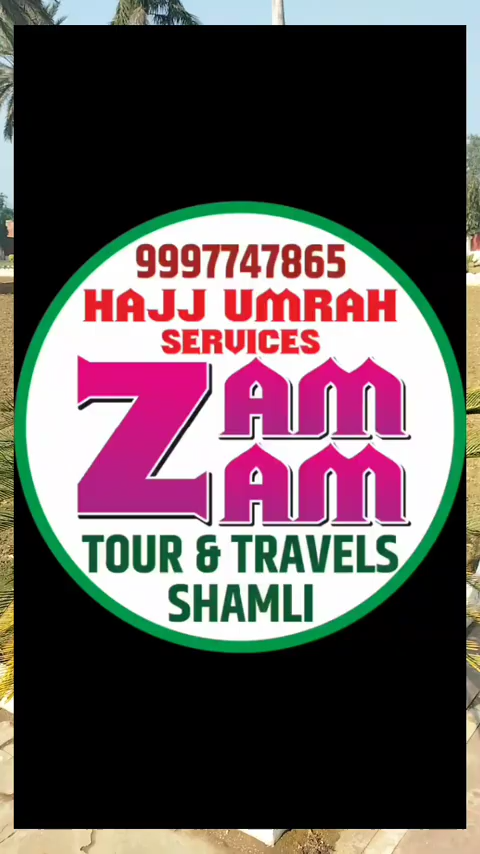 9997747865
HAJJ UMRAH
SERVICES
ZAM ZAM
TOUR & TRAVELS
SHAMLI